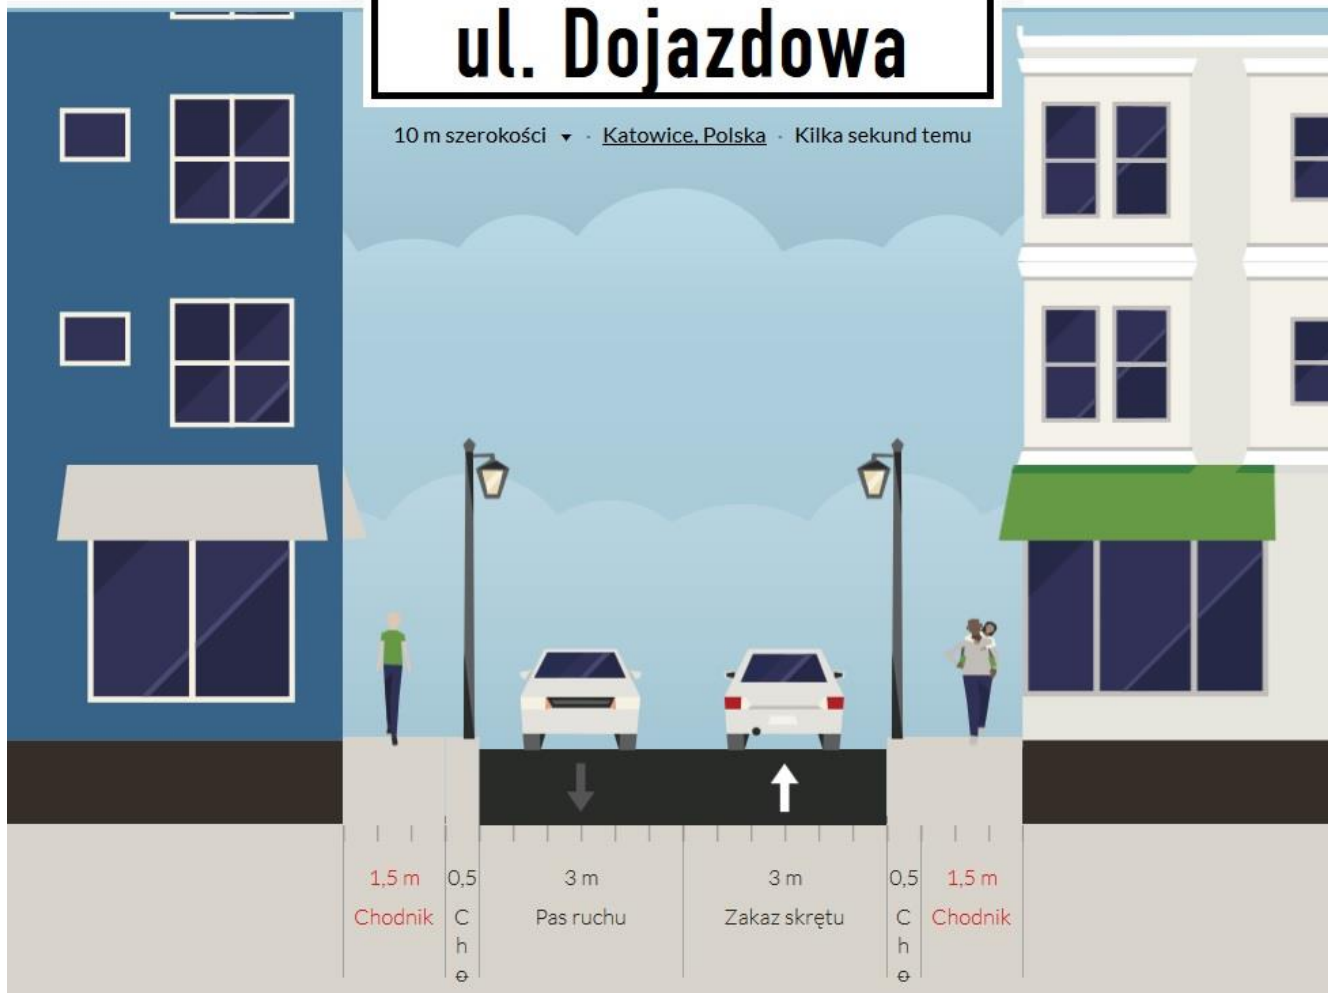 ul. Dojazdowa
10 m szerokości ▾ · Katowice, Polska · Kilka sekund temu
1,5 m 0,5 3 m 3 m 0,5 1,5 m
Chodnik C Pas ruchu Zakaz skrętu C Chodnik
h h
o o